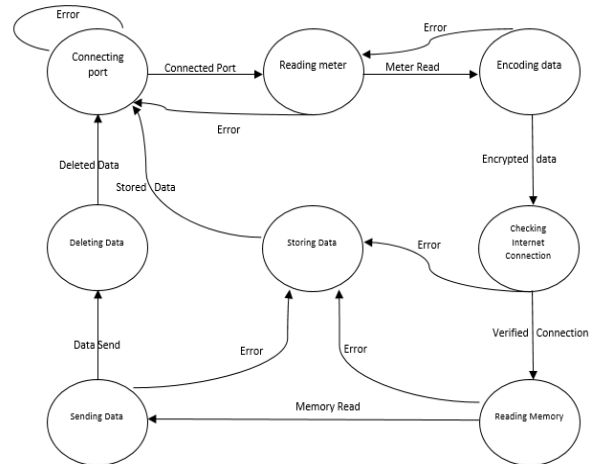 Error
Connecting
port
Connected Port
Reading meter
Error
Meter Read
Encoding data
Error
Encrypted data
Deleted Data
Stored Data
Deleting Data
Storing Data
Error
Checking
Internet
Connection
Data Send
Error
Error
Verified Connection
Sending Data
Memory Read
Reading Memory